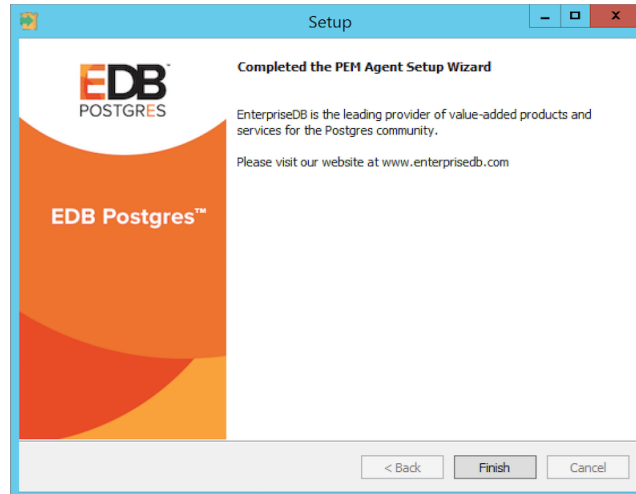 Setup
EDB
POSTGRES
EDB Postgres™
Completed the PEM Agent Setup Wizard
EnterpriseDB is the leading provider of value-added products and
services for the Postgres community.
Please visit our website at www.enterprisedb.com
< Back
Finish
Cancel